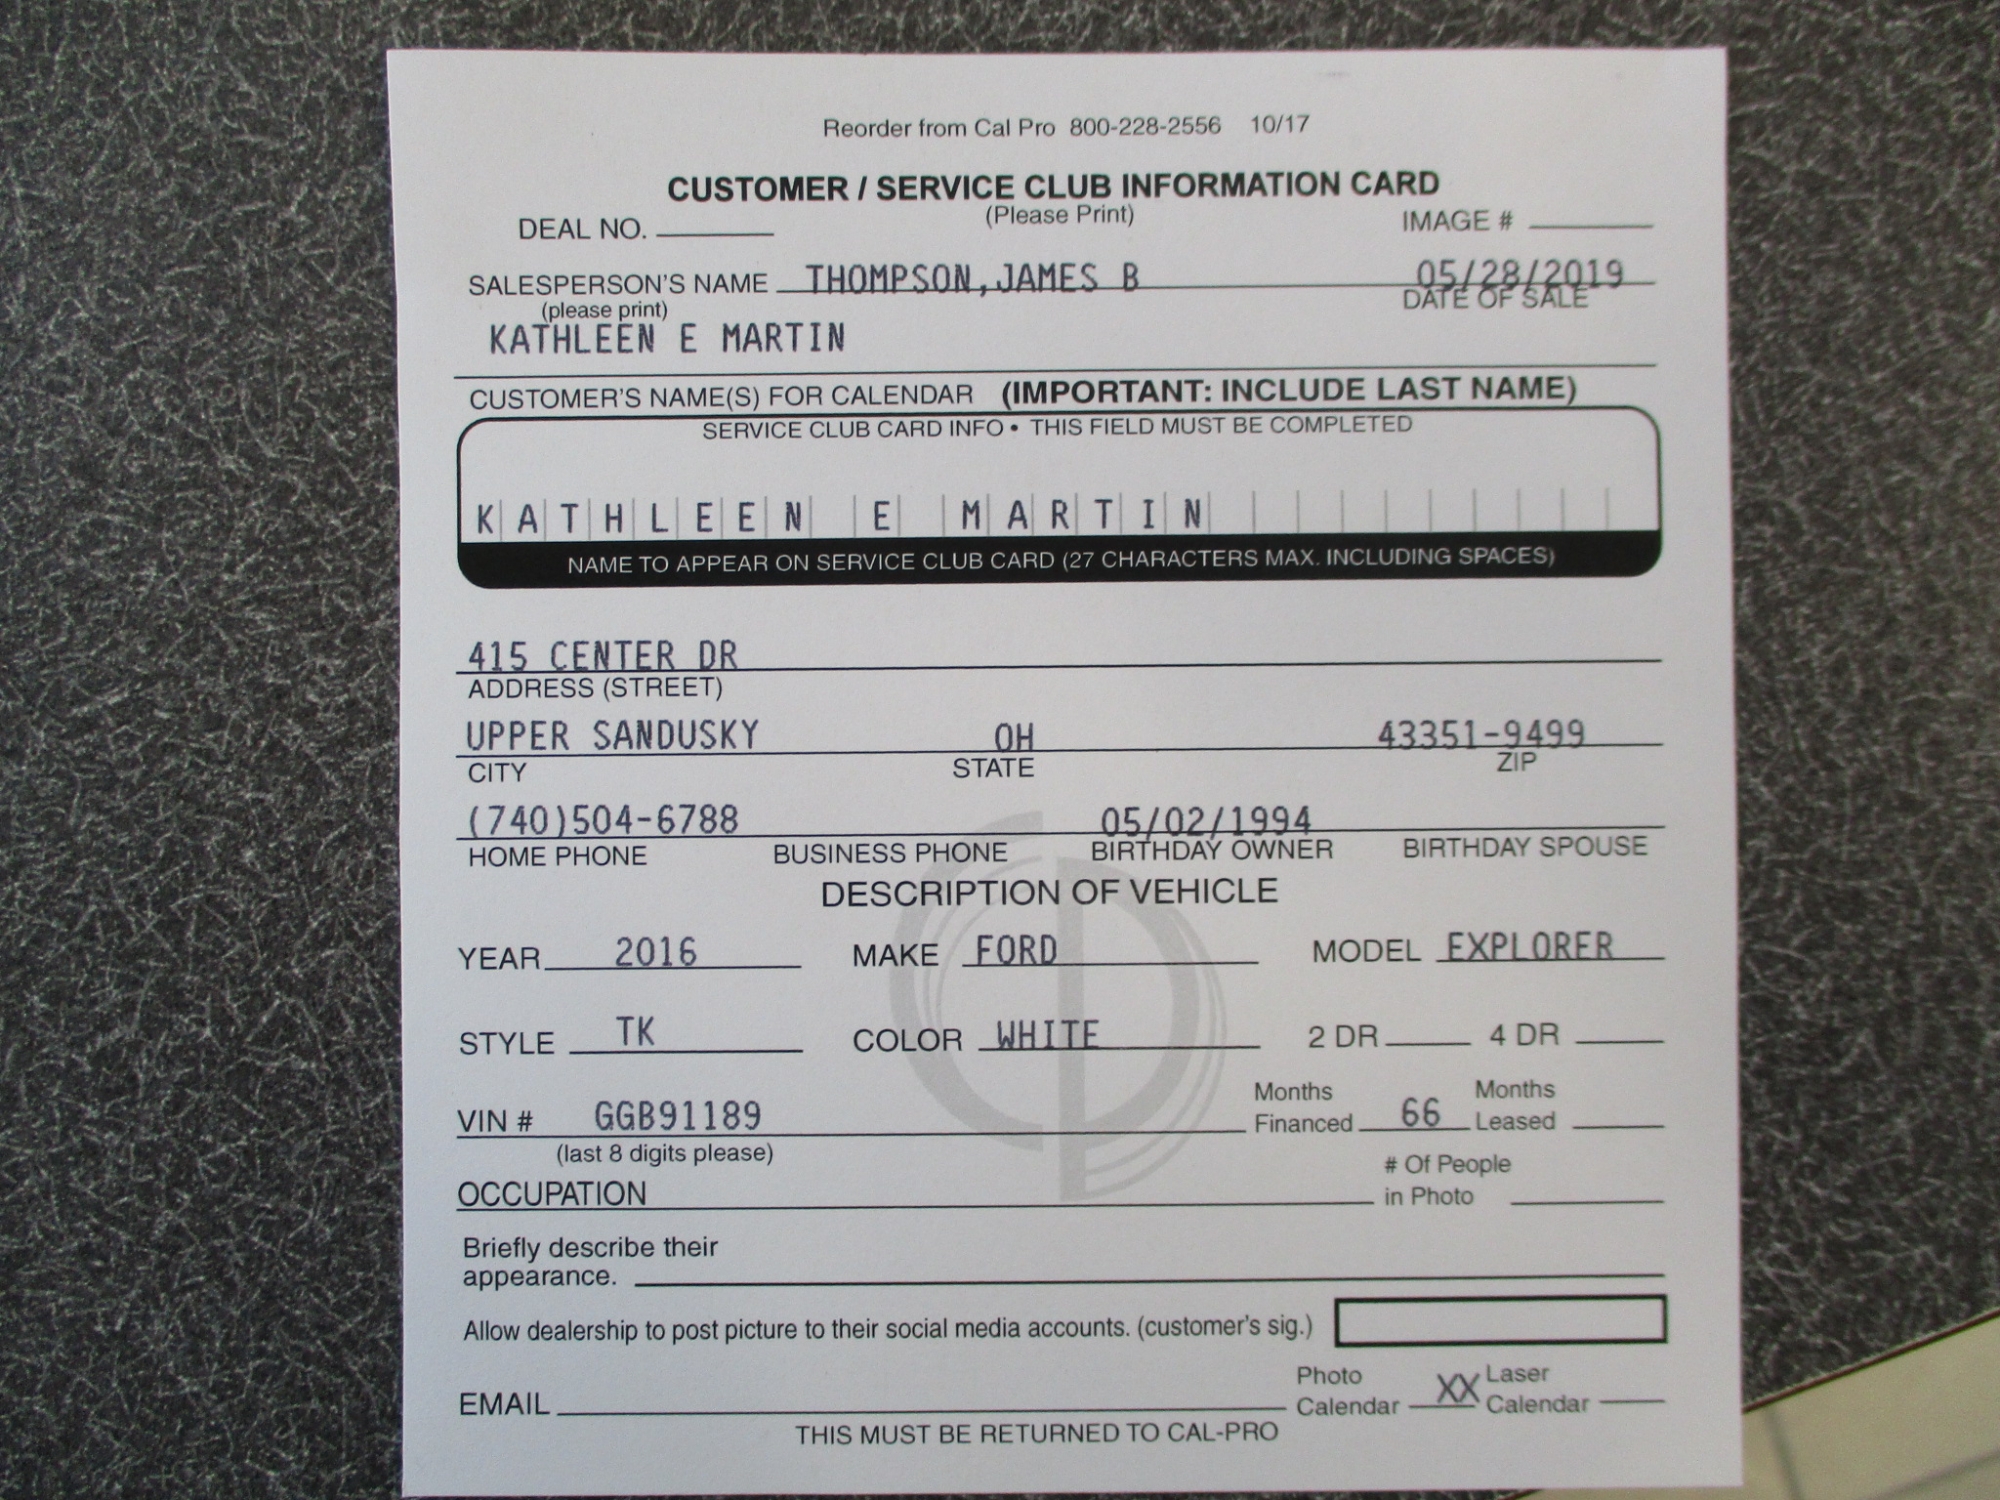 Reorder from Cal Pro 800-228-2556 10/17
CUSTOMER / SERVICE CLUB INFORMATION CARD
(Please Print)
DEAL NO. IMAGE #
SALESPERSON'S NAME THOMPSON,JAMES B 05/28/2019
(please print) DATE OF SALE
KATHLEEN E MARTIN
CUSTOMER'S NAME(S) FOR CALENDAR (IMPORTANT: INCLUDE LAST NAME)
SERVICE CLUB CARD INFO • THIS FIELD MUST BE COMPLETED
KATHLEEN E MARTIN
NAME TO APPEAR ON SERVICE CLUB CARD (27 CHARACTERS MAX. INCLUDING SPACES)
415 CENTER DR
ADDRESS (STREET)
UPPER SANDUSKY OH 43351-9499
CITY STATE ZIP
(740)504-6788 05/02/1994
HOME PHONE BUSINESS PHONE BIRTHDAY OWNER BIRTHDAY SPOUSE
DESCRIPTION OF VEHICLE
YEAR 2016 MAKE FORD MODEL EXPLORER
STYLE TK COLOR WHITE 2 DR 4 DR
VIN # GGB91189 Months Financed 66 Months Leased
(last 8 digits please)
OCCUPATION # Of People in Photo
Briefly describe their
appearance.
Allow dealership to post picture to their social media accounts. (customer's sig.)
EMAIL Photo Calendar XX Laser Calendar
THIS MUST BE RETURNED TO CAL-PRO